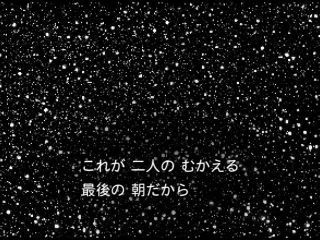 これが 二人の むかえる
最後の 朝だから